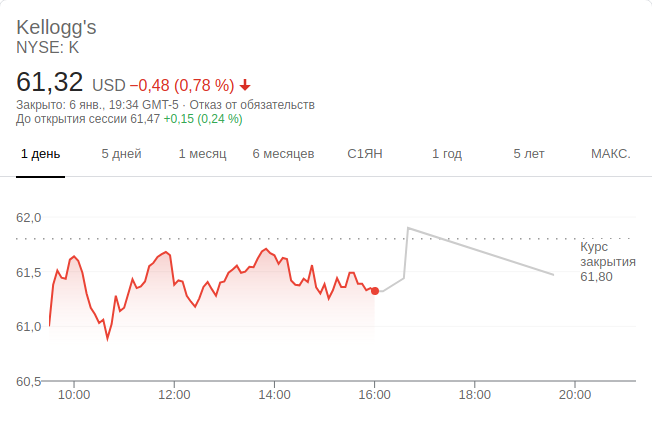 Kellogg's
NYSE: K
61,32 USD −0,48 (0,78 %)
Закрыто: 6 янв., 19:34 GMT-5 · Отказ от обязательств
До открытия сессии 61,47 +0,15 (0,24 %)
1 день 5 дней 1 месяц 6 месяцев С1ЯН 1 год 5 лет МАКС.
62,0
Курс
закрытия
61,80
61,5
61,0
60,5
10:00 12:00 14:00 16:00 18:00 20:00